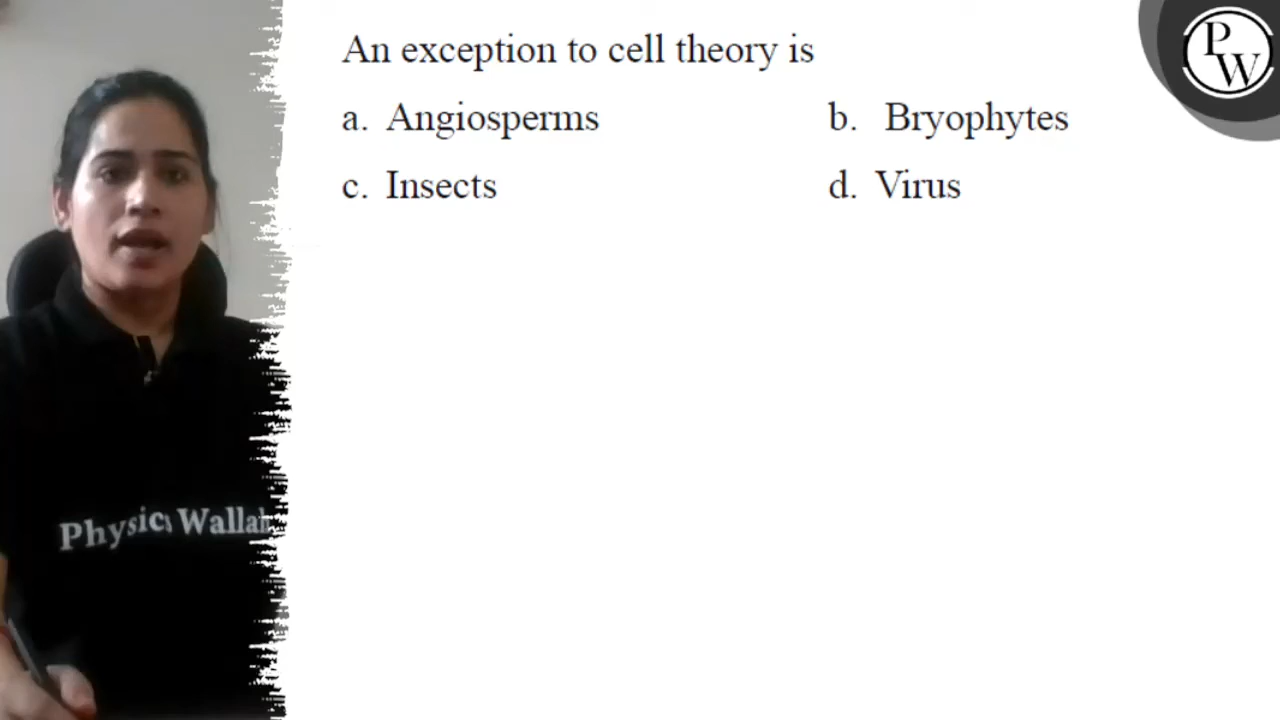 An exception to cell theory is
a. Angiosperms b. Bryophytes
c. Insects d. Virus
PW
Physics Wallah